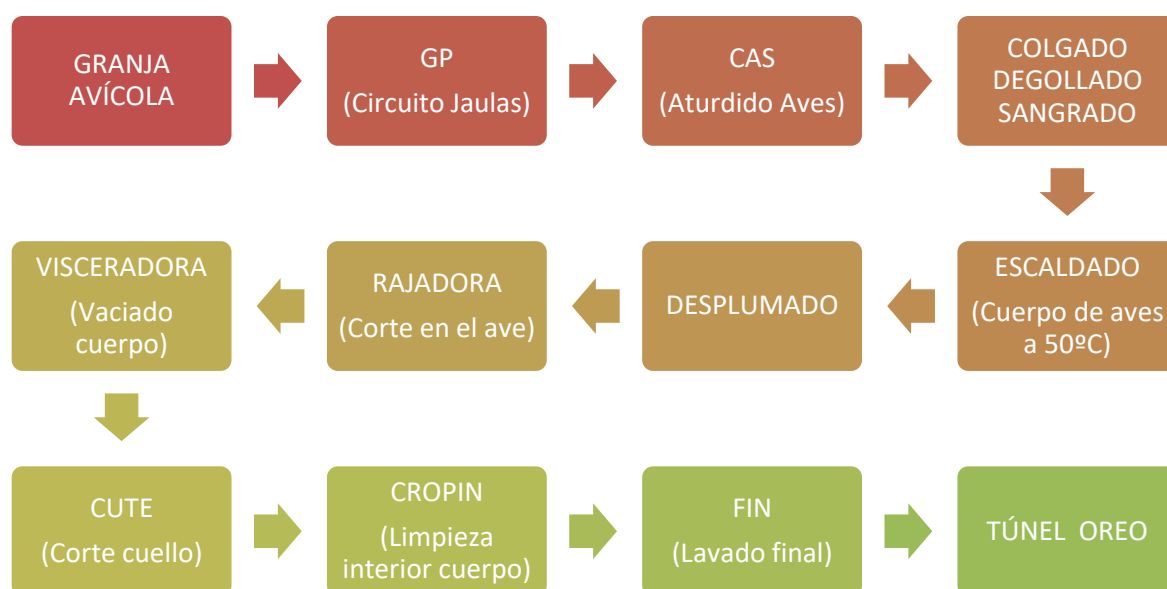 GRANJA
AVÍCOLA
GP
(Circuito Jaulas)
CAS
(Aturdido Aves)
COLGADO
DEGOLLADO
SANGRADO
ESCALDADO
(Cuerpo de aves
a 50ºC)
DESPLUMADO
RAJADORA
(Corte en el ave)
VISCERADORA
(Vaciado
cuerpo)
CUTE
(Corte cuello)
CROPIN
(Limpieza
interior cuerpo)
FIN
(Lavado final)
TÚNEL OREO